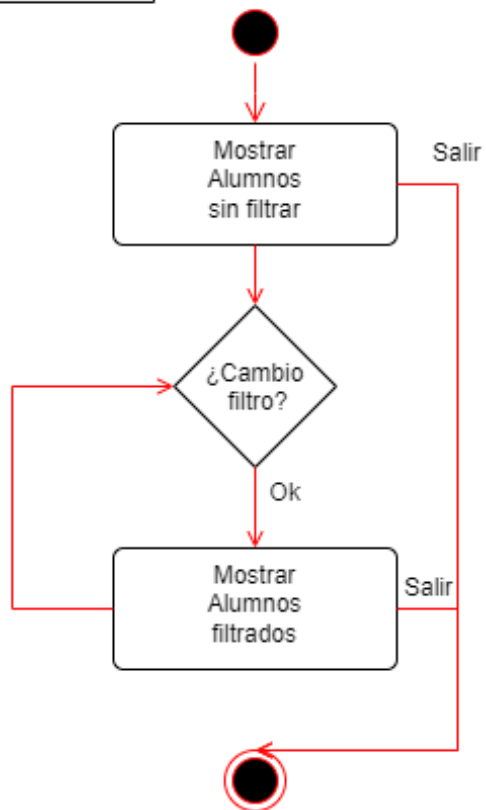 Mostrar
Alumnos
sin filtrar
Salir
¿Cambio
filtro?
Ok
Mostrar
Alumnos
filtrados
Salir